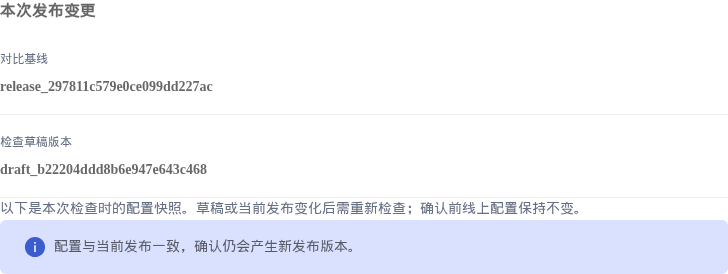 本次发布变更
对比基线
release_297811c579e0ce099dd227ac
检查草稿版本
draft_b22204ddd8b6e947e643c468
以下是本次检查时的配置快照。草稿或当前发布变化后需重新检查；确认前线上配置保持不变。
配置与当前发布一致，确认仍会产生新发布版本。